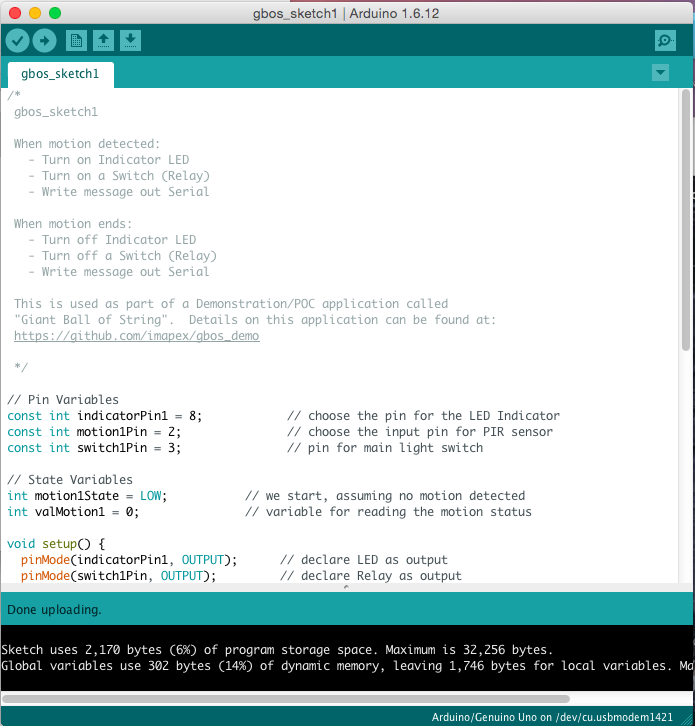 gbos_sketch1 | Arduino 1.6.12
gbos_sketch1
/*
gbos_sketch1
When motion detected:
- Turn on Indicator LED
- Turn on a Switch (Relay)
- Write message out Serial
When motion ends:
- Turn off Indicator LED
- Turn off a Switch (Relay)
- Write message out Serial
This is used as part of a Demonstration/POC application called
"Giant Ball of String".  Details on this application can be found at:
https://github.com/imapex/gbos_demo
*/
// Pin Variables
const int indicatorPin1 = 8;            // choose the pin for the LED Indicator
const int motion1Pin = 2;               // choose the input pin for PIR sensor
const int switch1Pin = 3;               // pin for main light switch
// State Variables
int motion1State = LOW;           // we start, assuming no motion detected
int valMotion1 = 0;               // variable for reading the motion status
void setup() {
pinMode(indicatorPin1, OUTPUT);      // declare LED as output
pinMode(switch1Pin, OUTPUT);         // declare Relay as output
Done uploading.
Sketch uses 2,170 bytes (6%) of program storage space. Maximum is 32,256 bytes.
Global variables use 302 bytes (14%) of dynamic memory, leaving 1,746 bytes for local variables. Ma
Arduino/Genuino Uno on /dev/cu.usbmodem1421